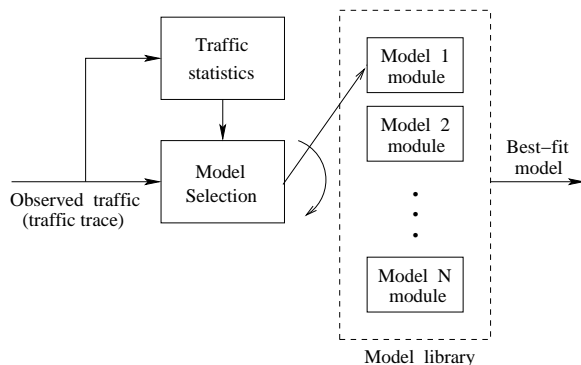 Traffic
statistics
Model
Selection
Observed traffic
(traffic trace)
Model 1
module
Model 2
module
Model N
module
Model library
Best-fit
model